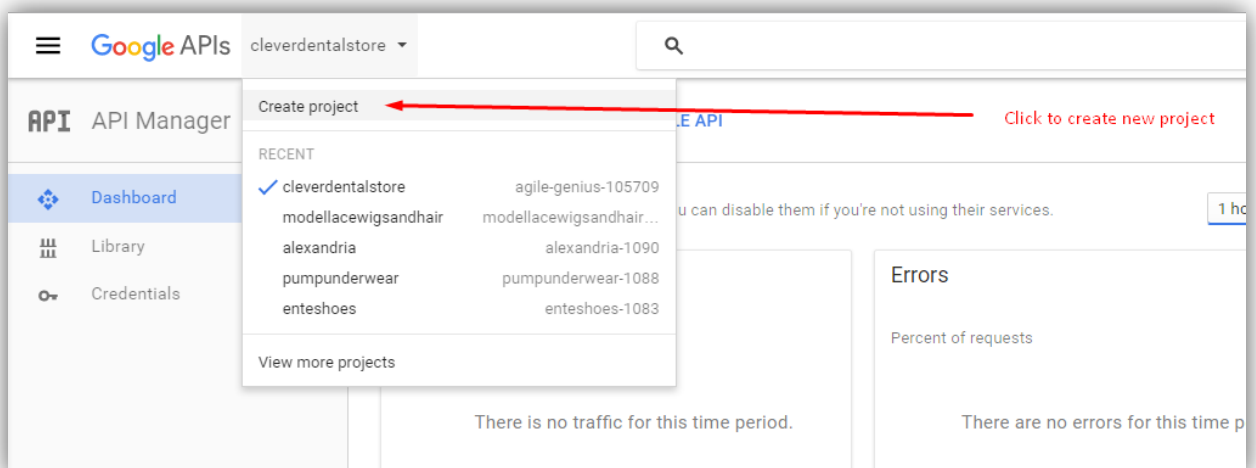 Google APIs cleverdentalstore
Create project
API API Manager
LE API
Click to create new project
RECENT
cleverdentalstore agile-genius-105709
modellacewigsandhair modellacewigsandhair...
alexandria alexandria-1090
pumpunderwear pumpunderwear-1088
enteshoes enteshoes-1083
View more projects
Dashboard
Library
Credentials
u can disable them if you're not using their services.
1 ho
Errors
Percent of requests
There is no traffic for this time period.
There are no errors for this time p